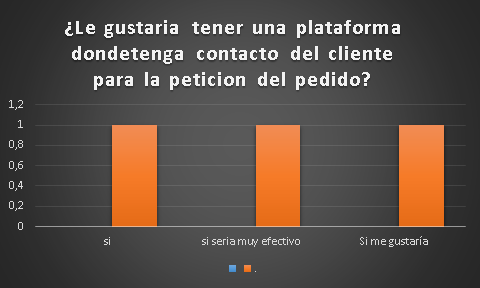 ¿Le gustaria tener una plataforma
dondetenga contacto del cliente
para la peticion del pedido?
1,2
1
0,8
0,6
0,4
0,2
0
si
si seria muy efectivo
Si me gustaría
.